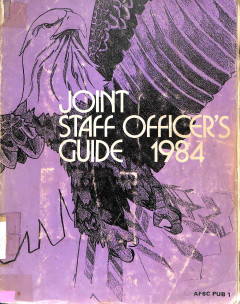 JOINT
STAFF OFFICER'S
GUIDE 1984
AFSC PUB 1